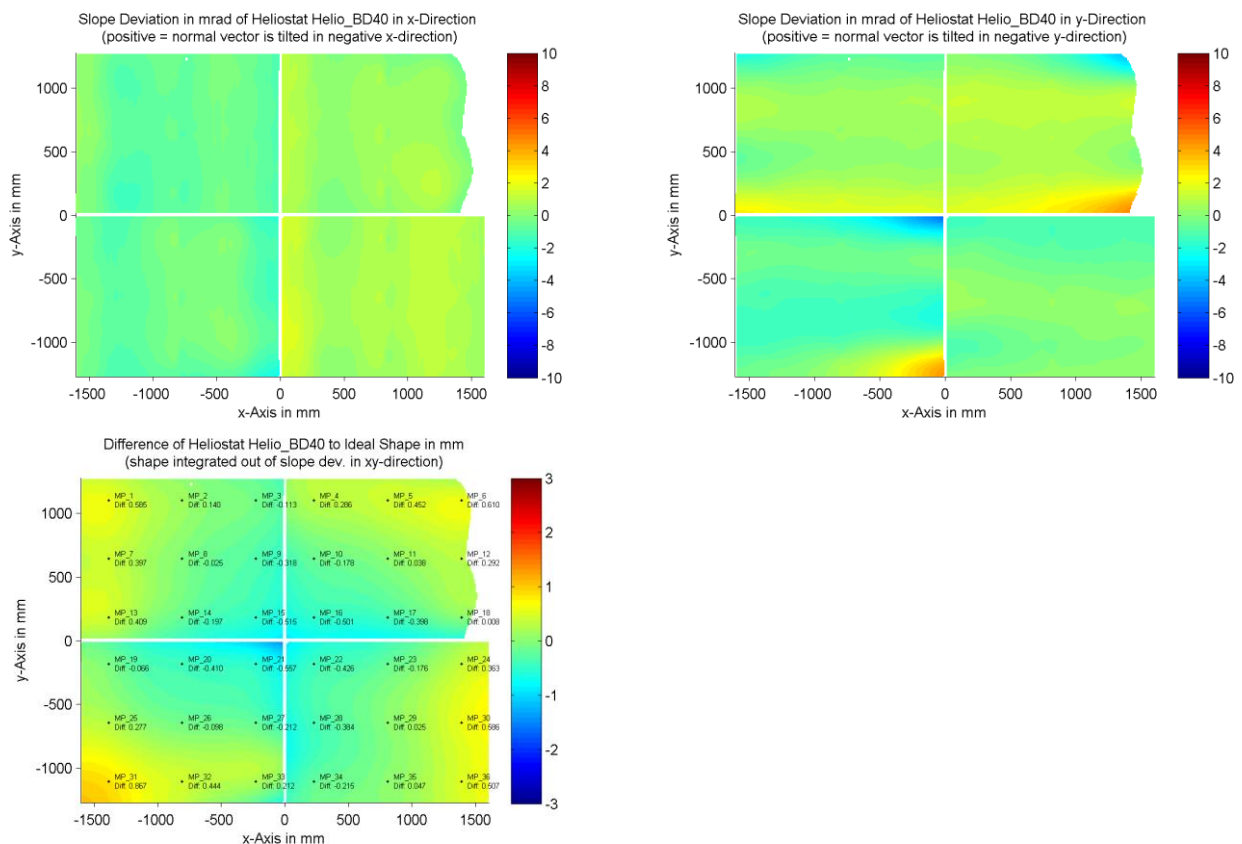 Slope Deviation in mrad of Heliostat Helio_BD40 in x-Direction
(positive = normal vector is tilted in negative x-direction)
1000
500
0
-500
-1000
y-Axis in mm
-1500 -1000 -500 0 500 1000 1500
x-Axis in mm
10
8
6
4
2
0
-2
-4
-6
-8
-10
Slope Deviation in mrad of Heliostat Helio_BD40 in y-Direction
(positive = normal vector is tilted in negative y-direction)
1000
500
0
-500
-1000
y-Axis in mm
-1500 -1000 -500 0 500 1000 1500
x-Axis in mm
10
8
6
4
2
0
-2
-4
-6
-8
-10
Difference of Heliostat Helio_BD40 to Ideal Shape in mm
(shape integrated out of slope dev. in xy-direction)
1000
500
0
-500
-1000
y-Axis in mm
MP_1 MP_2 MP_3 MP_4 MP_5 MP_6
Diff: 0.585 Diff: 0.140 Diff: -0.113 Diff: 0.286 Diff: 0.452 Diff: 0.610
MP_7 MP_8 MP_9 MP_10 MP_11 MP_12
Diff: 0.397 Diff: -0.025 Diff: -0.318 Diff: -0.178 Diff: 0.038 Diff: 0.292
MP_13 MP_14 MP_15 MP_16 MP_17 MP_18
Diff: 0.409 Diff: -0.197 Diff: -0.515 Diff: -0.501 Diff: -0.398 Diff: 0.008
MP_19 MP_20 MP_21 MP_22 MP_23 MP_24
Diff: -0.066 Diff: -0.410 Diff: -0.557 Diff: -0.426 Diff: -0.176 Diff: 0.363
MP_25 MP_26 MP_27 MP_28 MP_29 MP_30
Diff: 0.277 Diff: -0.098 Diff: -0.212 Diff: -0.384 Diff: 0.025 Diff: 0.586
MP_31 MP_32 MP_33 MP_34 MP_35 MP_36
Diff: 0.867 Diff: 0.444 Diff: 0.212 Diff: -0.215 Diff: 0.047 Diff: 0.507
-1500 -1000 -500 0 500 1000 1500
x-Axis in mm
3
2
1
0
-1
-2
-3